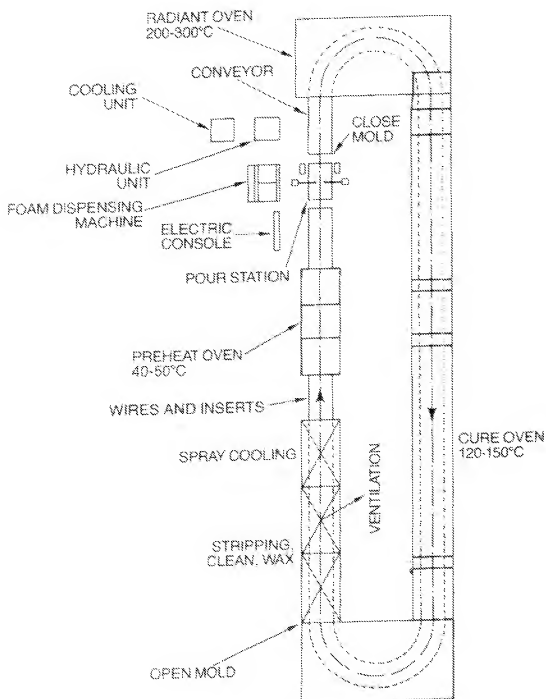 RADIANT OVEN
200-300°C
CONVEYOR
COOLING
UNIT
CLOSE
MOLD
HYDRAULIC
UNIT
FOAM DISPENSING
MACHINE
ELECTRIC
CONSOLE
POUR STATION
PREHEAT OVEN
40-50°C
WIRES AND INSERTS
SPRAY COOLING
VENTILATION
CURE OVEN
120-150°C
STRIPPING,
CLEAN, WAX
OPEN MOLD